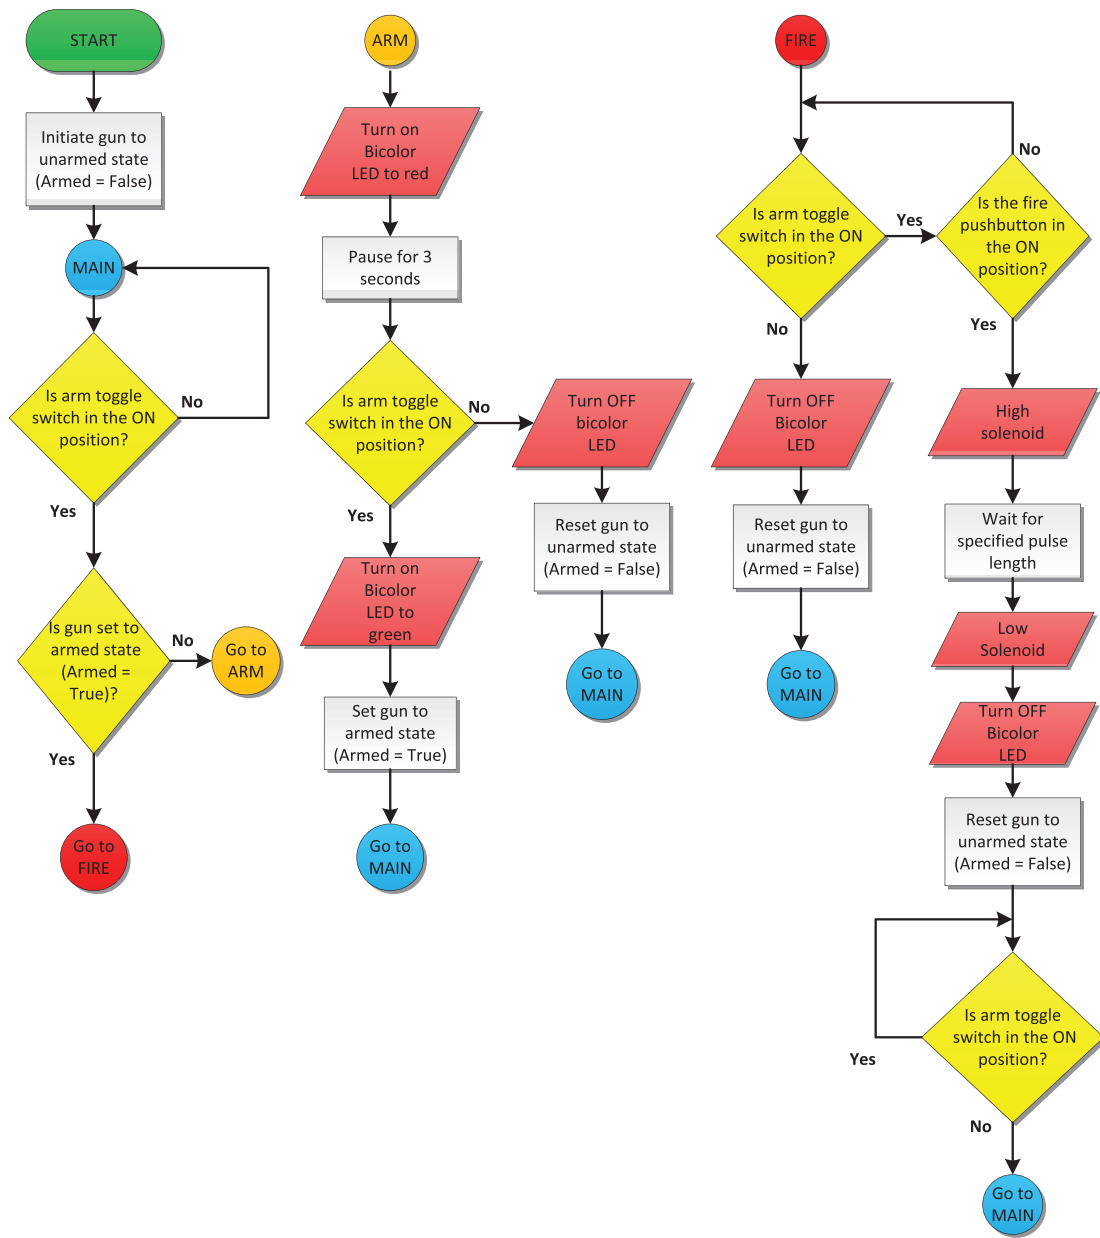 START
Initiate gun to
unarmed state
(Armed = False)
MAIN
Is arm toggle
switch in the ON
position?
No
Yes
Is gun set to
armed state
(Armed =
True)?
No
Go to
ARM
Yes
Go to
FIRE
ARM
Turn on
Bicolor
LED to red
Pause for 3
seconds
Is arm toggle
switch in the ON
position?
No
Turn OFF
bicolor
LED
Reset gun to
unarmed state
(Armed = False)
Go to
MAIN
Yes
Turn on
Bicolor
LED to
green
Set gun to
armed state
(Armed = True)
Go to
MAIN
FIRE
Is arm toggle
switch in the ON
position?
Yes
No
Turn OFF
Bicolor
LED
Reset gun to
unarmed state
(Armed = False)
Go to
MAIN
Is the fire
pushbutton in
the ON
position?
No
Yes
High
solenoid
Wait for
specified pulse
length
Low
Solenoid
Turn OFF
Bicolor
LED
Reset gun to
unarmed state
(Armed = False)
Is arm toggle
switch in the ON
position?
Yes
No
Go to
MAIN